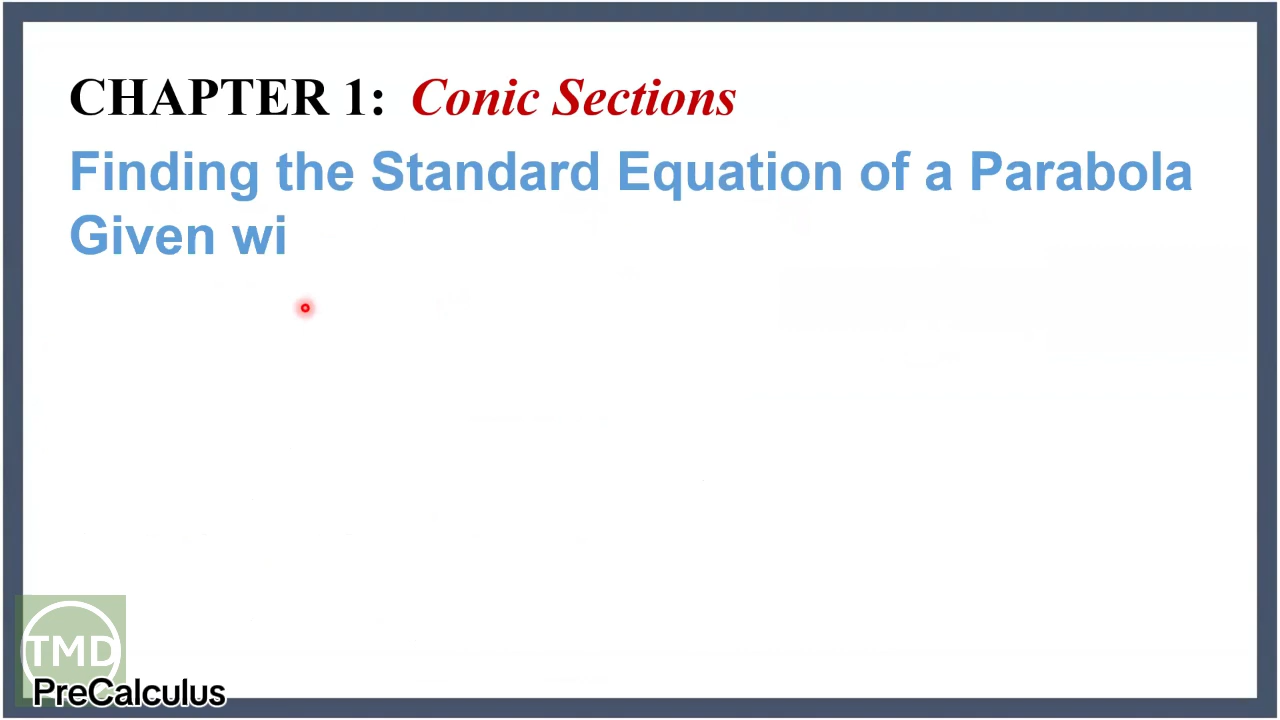 CHAPTER 1: Conic Sections
Finding the Standard Equation of a Parabola
Given wi
TMD
PreCalculus